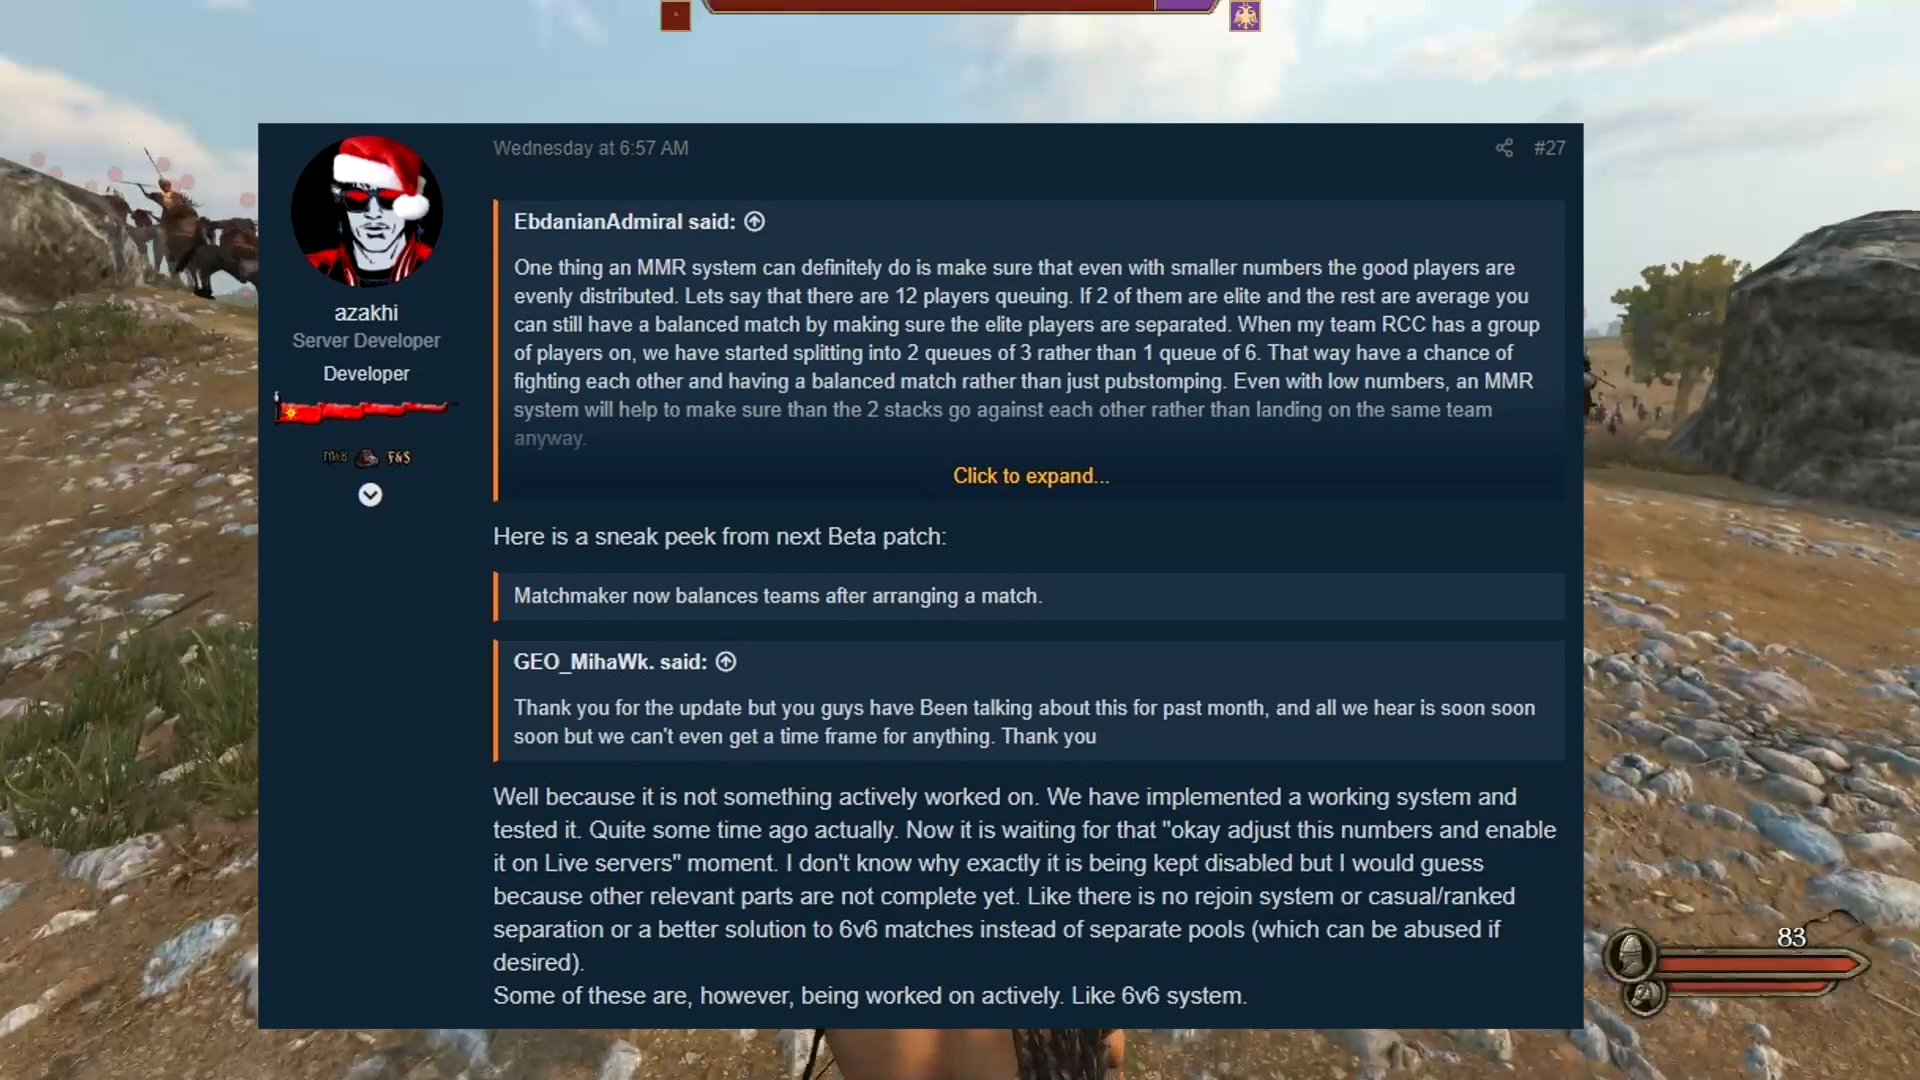 Wednesday at 6:57 AM
#27
azakhi
Server Developer
Developer
M&B F&S
EbdanianAdmiral said:
One thing an MMR system can definitely do is make sure that even with smaller numbers the good players are
evenly distributed. Lets say that there are 12 players queuing. If 2 of them are elite and the rest are average you
can still have a balanced match by making sure the elite players are separated. When my team RCC has a group
of players on, we have started splitting into 2 queues of 3 rather than 1 queue of 6. That way have a chance of
fighting each other and having a balanced match rather than just pubstomping. Even with low numbers, an MMR
system will help to make sure than the 2 stacks go against each other rather than landing on the same team
anyway.
Click to expand...
Here is a sneak peek from next Beta patch:
Matchmaker now balances teams after arranging a match.
GEO_MihaWk. said:
Thank you for the update but you guys have Been talking about this for past month, and all we hear is soon soon
soon but we can't even get a time frame for anything. Thank you
Well because it is not something actively worked on. We have implemented a working system and
tested it. Quite some time ago actually. Now it is waiting for that "okay adjust this numbers and enable
it on Live servers" moment. I don't know why exactly it is being kept disabled but I would guess
because other relevant parts are not complete yet. Like there is no rejoin system or casual/ranked
separation or a better solution to 6v6 matches instead of separate pools (which can be abused if
desired).
Some of these are, however, being worked on actively. Like 6v6 system.
83